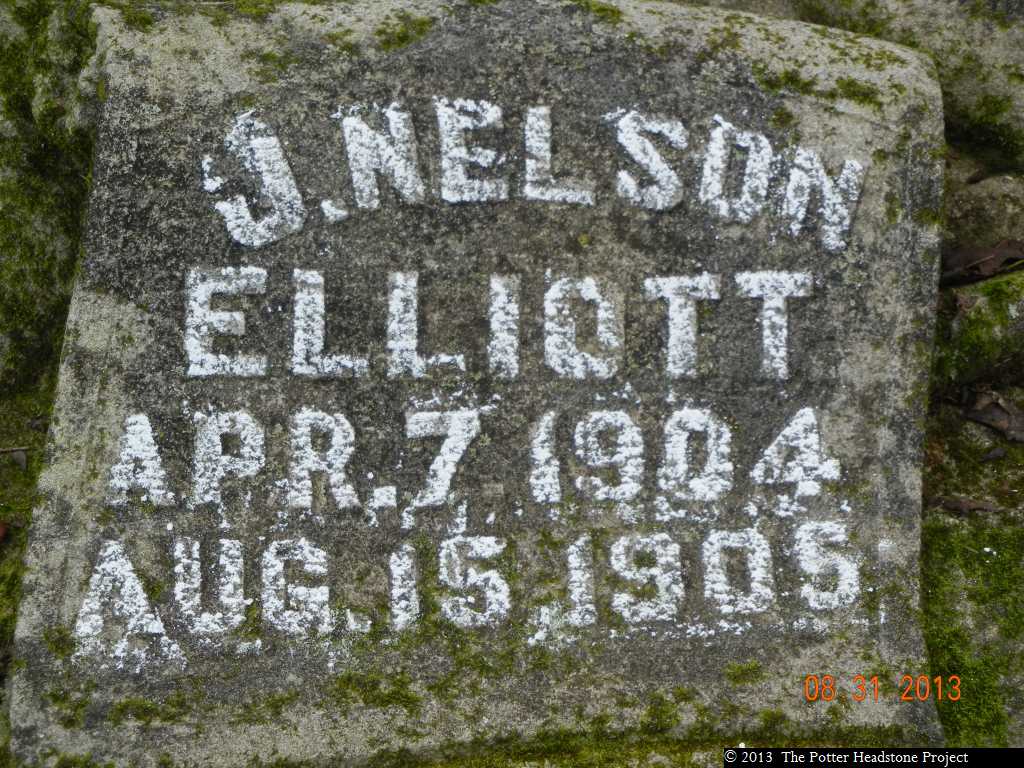 J. NELSON
ELLIOTT
APR. 7, 1904
AUG. 15, 1905
08 31 2013
© 2013 The Potter Headstone Project